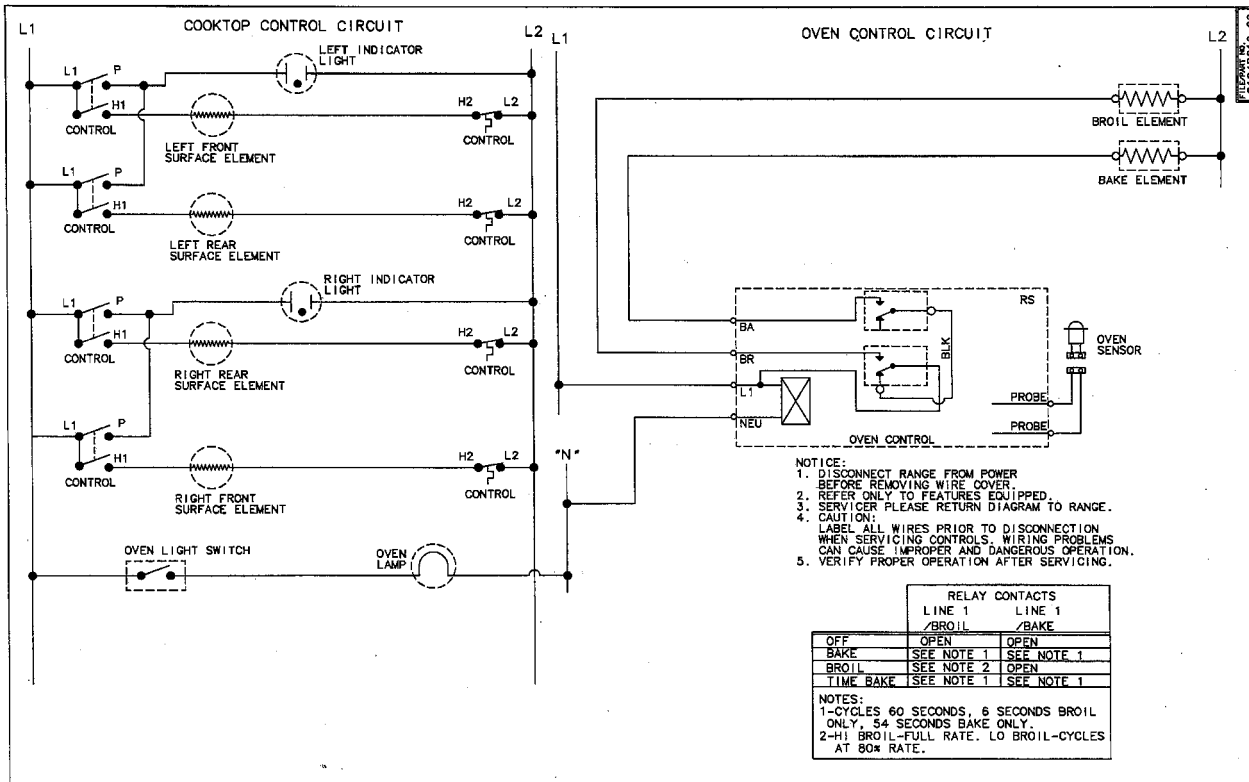 COOKTOP CONTROL CIRCUIT
OVEN CONTROL CIRCUIT
L1
L2
L1
L2
FILE/PART NO.
LEFT INDICATOR
LIGHT
L1
P
H1
CONTROL
LEFT FRONT
SURFACE ELEMENT
H2
L2
CONTROL
BROIL ELEMENT
BAKE ELEMENT
L1
P
H1
CONTROL
LEFT REAR
SURFACE ELEMENT
H2
L2
CONTROL
RIGHT INDICATOR
LIGHT
L1
P
H1
CONTROL
RIGHT REAR
SURFACE ELEMENT
H2
L2
CONTROL
L1
P
H1
CONTROL
RIGHT FRONT
SURFACE ELEMENT
H2
L2
CONTROL
"N"
OVEN LIGHT SWITCH
OVEN
LAMP
RS
BA
BR
L1
NEU
BLK
PROBE
PROBE
OVEN
SENSOR
OVEN CONTROL
NOTICE:
1. DISCONNECT RANGE FROM POWER
BEFORE REMOVING WIRE COVER.
2. REFER ONLY TO FEATURES EQUIPPED.
3. SERVICER PLEASE RETURN DIAGRAM TO RANGE.
4. CAUTION:
LABEL ALL WIRES PRIOR TO DISCONNECTION
WHEN SERVICING CONTROLS. WIRING PROBLEMS
CAN CAUSE IMPROPER AND DANGEROUS OPERATION.
5. VERIFY PROPER OPERATION AFTER SERVICING.
RELAY CONTACTS
LINE 1 LINE 1
/BROIL /BAKE
OFF OPEN OPEN
BAKE SEE NOTE 1 SEE NOTE 1
BROIL SEE NOTE 2 OPEN
TIME BAKE SEE NOTE 1 SEE NOTE 1
NOTES:
1-CYCLES 60 SECONDS, 6 SECONDS BROIL
ONLY, 54 SECONDS BAKE ONLY.
2-HI BROIL-FULL RATE. LO BROIL-CYCLES
AT 80% RATE.